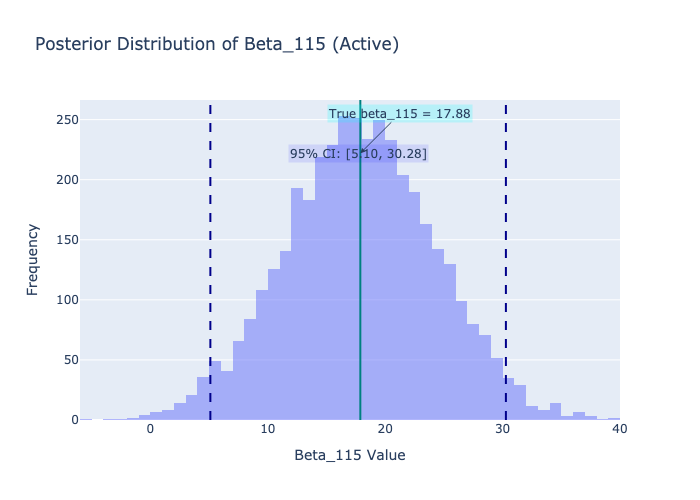 Posterior Distribution of Beta_115 (Active)
True beta_115 = 17.88
95% CI: [5.10, 30.28]
250
200
150
100
50
0
Frequency
0 10 20 30 40
Beta_115 Value